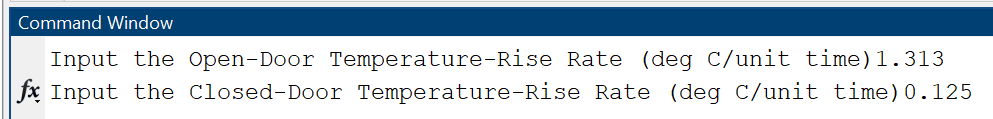 Command Window
Input the Open-Door Temperature-Rise Rate (deg C/unit time)1.313
fx Input the Closed-Door Temperature-Rise Rate (deg C/unit time)0.125